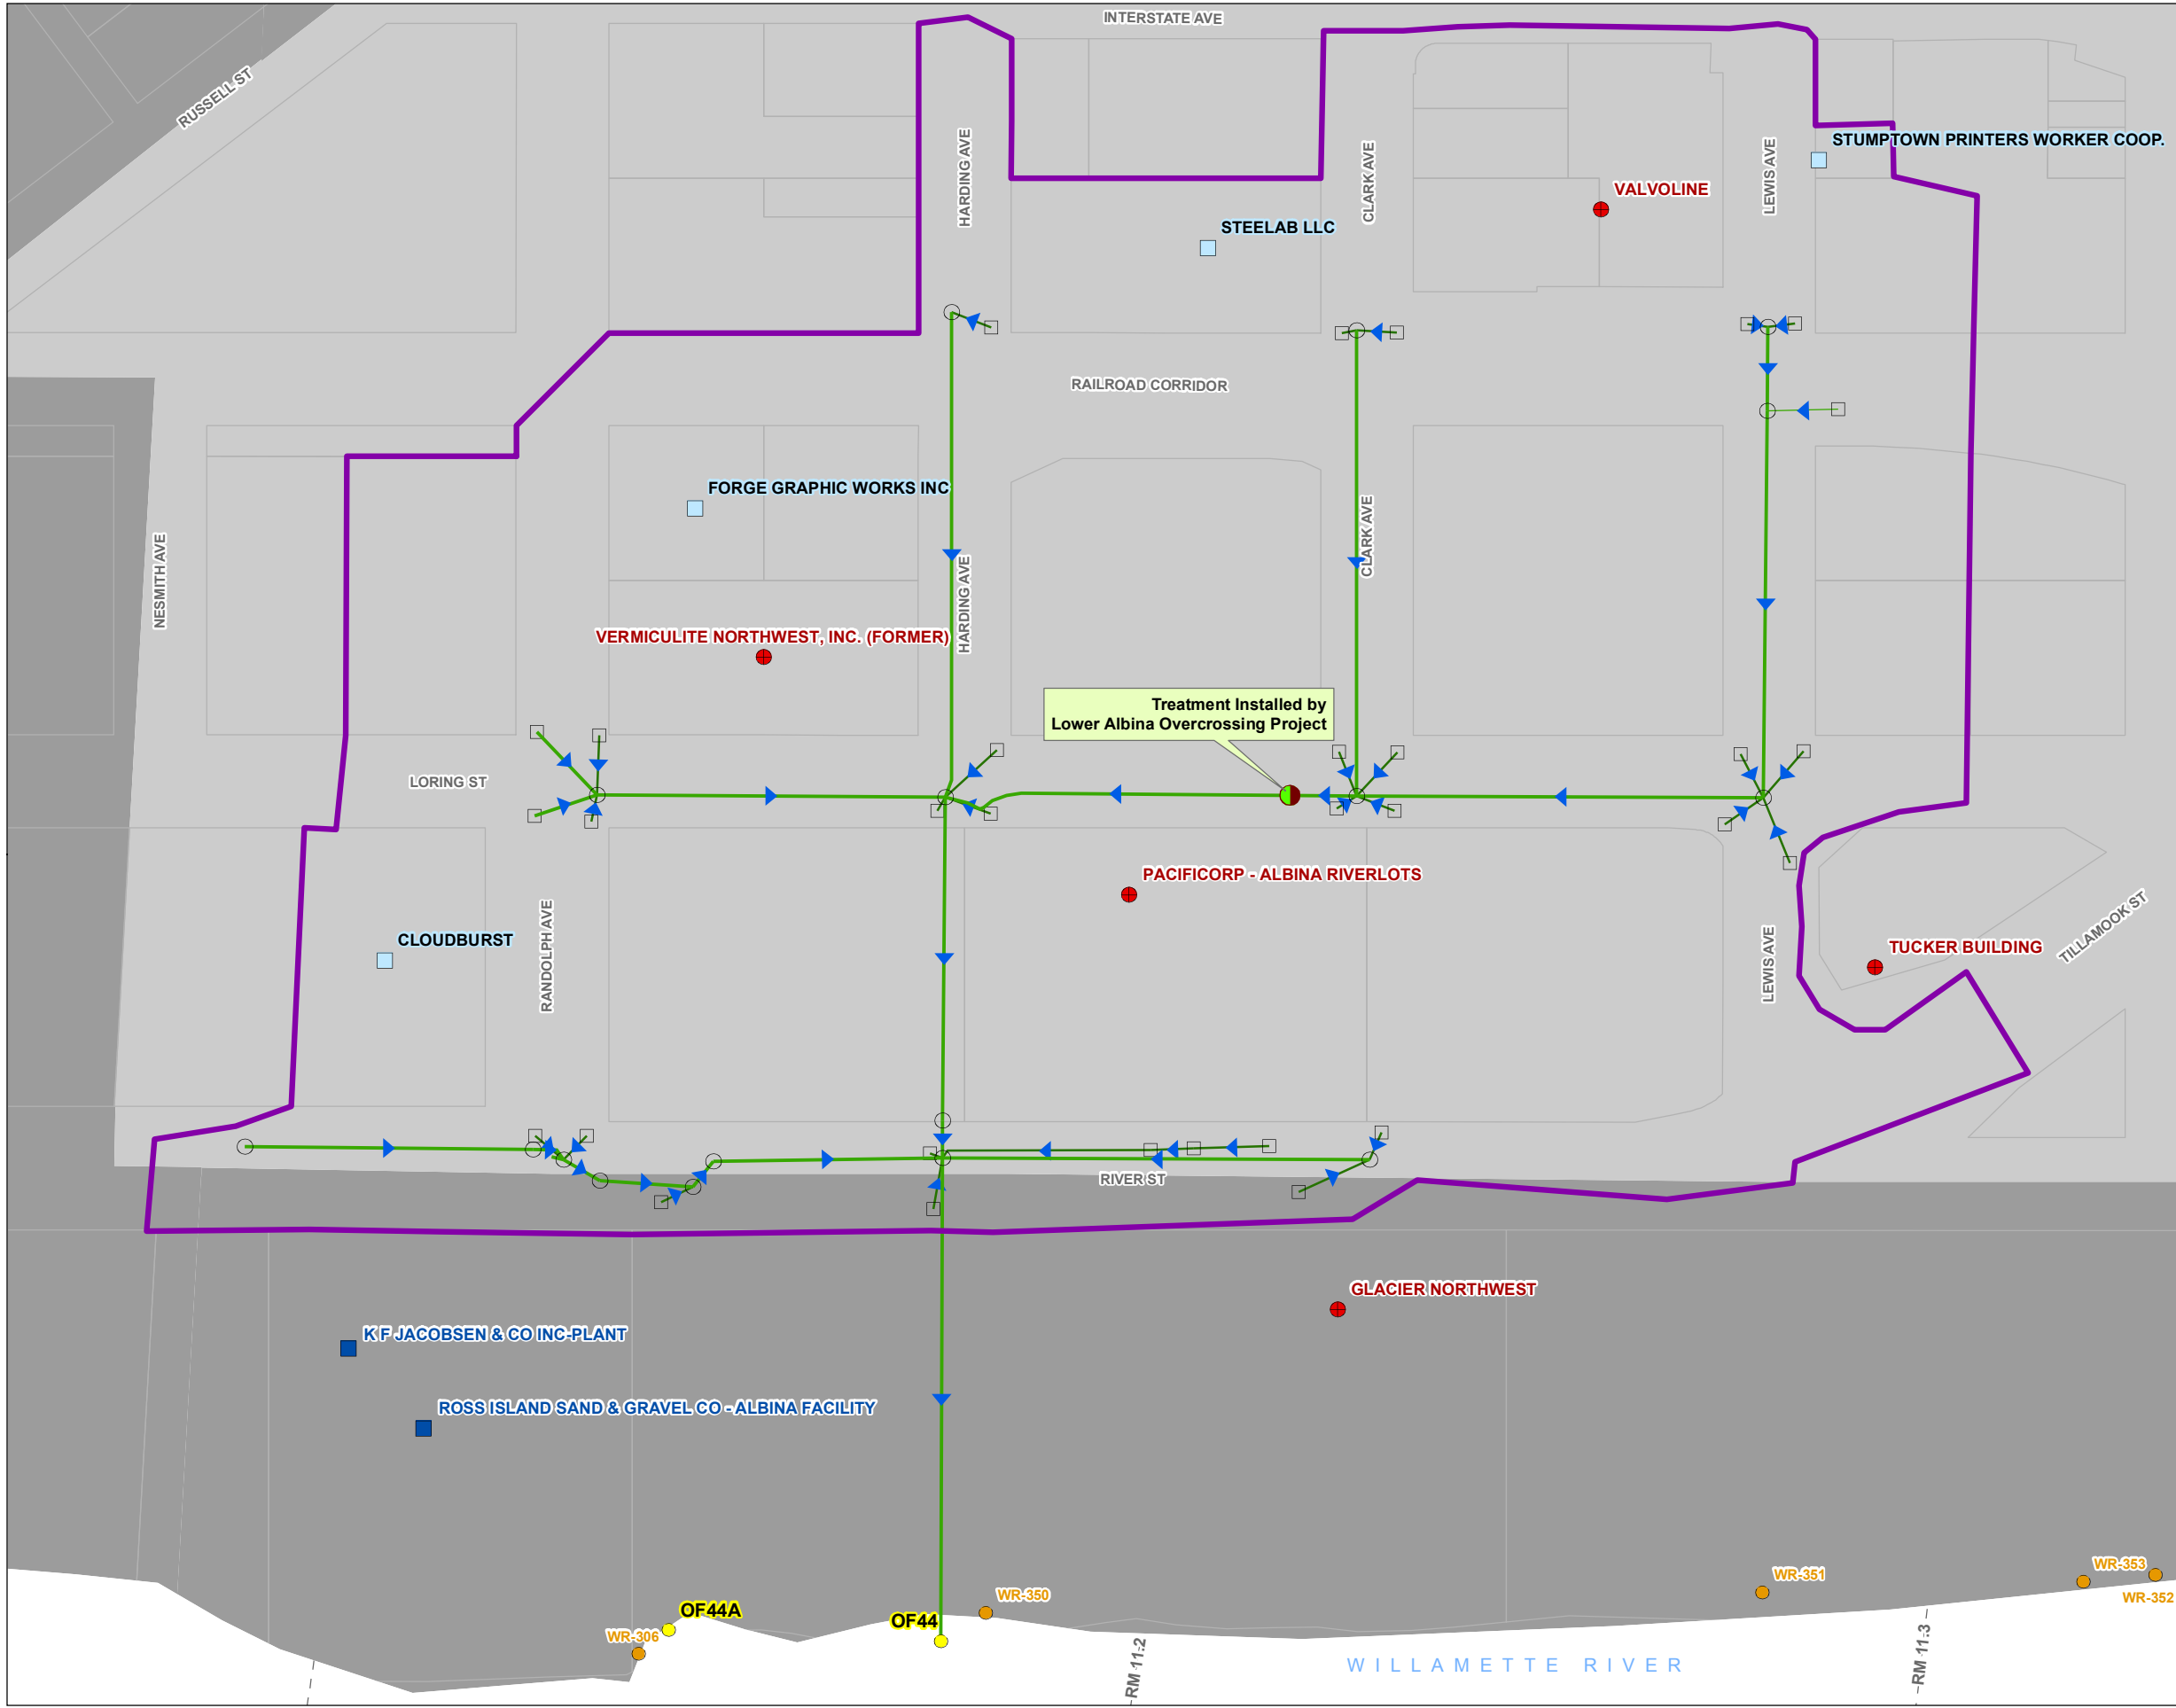 INTERSTATE AVE
RUSSELL ST
HARDING AVE
CLARK AVE
LEWIS AVE
STUMPTOWN PRINTERS WORKER COOP.
VALVOLINE
STEELAB LLC
RAILROAD CORRIDOR
FORGE GRAPHIC WORKS INC
NESMITH AVE
HARDING AVE
CLARK AVE
VERMICULITE NORTHWEST, INC. (FORMER)
Treatment Installed by
Lower Albina Overcrossing Project
LORING ST
PACIFICORP - ALBINA RIVERLOTS
CLOUDBURST
RANDOLPH AVE
LEWIS AVE
TUCKER BUILDING
TILLAMOOK ST
RIVER ST
GLACIER NORTHWEST
K F JACOBSEN & CO INC-PLANT
ROSS ISLAND SAND & GRAVEL CO - ALBINA FACILITY
WR-353
WR-351
WR-350
WR-352
OF44A
OF44
WR-306
RM 11.2
WILLAMETTE RIVER
RM 11.3